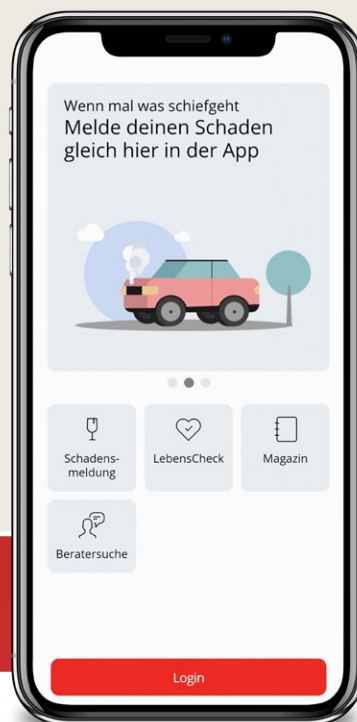 Wenn mal was schiefgeht
Melde deinen Schaden
gleich hier in der App
Schadens-
meldung
LebensCheck
Magazin
Beratersuche
Login